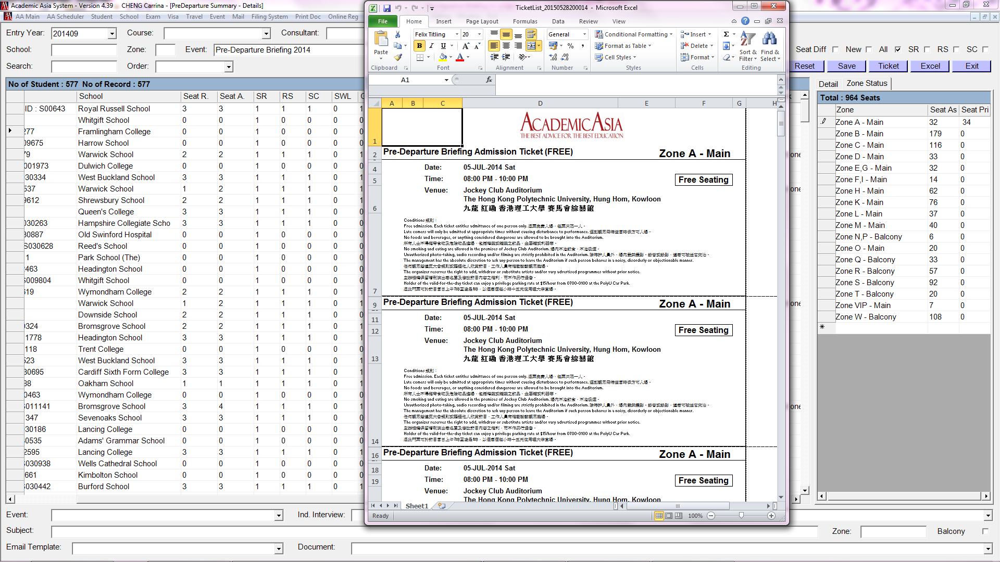 Academic Asia System - Version 4.39 CHENG Carrina - [PreDeparture Summary - Details]
AA Main AA Scheduler Student School Exam Visa Travel Event Mail Filing System Print Doc Online Reg
Entry Year: 201409 Course: Consultant:
School: Zone: Event: Pre-Departure Briefing 2014
Search: Order:
Seat Diff New All SR RS SC
Reset Save Ticket Excel Exit
No of Student : 577 No of Record : 577
School Seat R. Seat A. SR RS SC SWL
ID : S00643 Royal Russell School 3 3 1 1 1 0 1
Whitgift School 0 0 1 0 0 0 0
277 Framlingham College 0 0 1 0 0 0 0
09675 Harrow School 0 0 1 0 0 0 0
79 Warwick School 2 2 1 1 1 0 1
001973 Dulwich College 0 0 1 0 0 0 0
030334 West Buckland School 3 3 1 1 1 0 1
537 Warwick School 1 2 1 1 1 0 1
9612 Shrewsbury School 2 2 1 1 1 0 1
Queen's College 3 3 1 1 1 0 1
030263 Hampshire Collegiate Scho 3 3 1 1 1 0 1
30887 Old Swinford Hospital 0 0 1 0 0 0 0
S030628 Reed's School 0 0 1 0 0 0 0
1 Park School (The) 0 0 1 0 0 0 0
2463 Headington School 0 0 1 0 0 0 0
S009804 Whitgift School 0 0 1 0 0 0 0
619 Wymondham College 2 2 1 1 1 0 1
Warwick School 1 2 1 1 1 0 1
Downside School 2 2 1 1 1 0 1
0324 Bromsgrove School 2 2 1 1 1 0 1
1778 Headington School 3 3 1 1 1 0 1
118 Trent College 0 0 1 0 0 0 0
523 West Buckland School 3 3 1 1 1 0 1
30695 Cardiff Sixth Form College 3 3 1 1 1 0 1
38 Oakham School 1 1 1 1 1 0 1
0463 Wymondham College 0 0 1 0 0 0 0
S011141 Bromsgrove School 3 4 1 1 1 0 1
1347 Sevenoaks School 3 3 1 1 1 0 1
030186 Lancing College 0 0 1 0 0 0 0
30535 Adams' Grammar School 0 0 1 0 0 0 0
2595 Lancing College 3 3 1 1 1 0 1
S030938 Wells Cathedral School 0 0 1 0 0 0 0
661 Kimbolton School 0 0 1 0 0 0 0
S030442 Burford School 3 3 1 1 1 0 1
Event: Ind. Interview:
Subject: Zone: Balcony
Email Template: Document:
TicketList_20150528200014 - Microsoft Excel
File Home Insert Page Layout Formulas Data Review View
Paste Felix Titling 20 General Conditional Formatting Insert
B I U Format as Table Delete Sort & Filter Find & Select
Cell Styles Format
Clipboard Font Alignment Number Styles Cells Editing
A1 fx
A B C D E F G H
1
ACADEMICASIA
THE BEST ADVICE FOR THE BEST EDUCATION
2 Pre-Departure Briefing Admission Ticket (FREE) Zone A - Main
4 Date: 05-JUL-2014 Sat
5 Time: 08:00 PM - 10:00 PM Free Seating
Venue: Jockey Club Auditorium
The Hong Kong Polytechnic University, Hung Hom, Kowloon
6 九龍 紅磡 香港理工大學 賽馬會綜藝館
Conditions 規則：
Free admission. Each ticket entitles admittance of one person only.
Late comers will only be admitted at appropriate times without causing disturbance to performance.
No foods and beverages, or anything considered dangerous are allowed to be brought into the Auditorium.
No smoking and eating are allowed in the premises of Jockey Club Auditorium.
Unauthorized photo-taking, audio recording and/or filming are strictly prohibited in the Auditorium.
The management has the absolute discretion to ask any person to leave the Auditorium if such person behaves in a noisy, disorderly or objectionable manner.
The organizer reserves the right to add, withdraw or substitute artists and/or vary advertised programmes without prior notice.
Holder of the valid-for-the-day ticket can enjoy a privilege parking rate at $15/hour from 0700-0100 at the PolyU Car Park.
7
9 Pre-Departure Briefing Admission Ticket (FREE) Zone A - Main
11 Date: 05-JUL-2014 Sat
12 Time: 08:00 PM - 10:00 PM Free Seating
Venue: Jockey Club Auditorium
The Hong Kong Polytechnic University, Hung Hom, Kowloon
13 九龍 紅磡 香港理工大學 賽馬會綜藝館
Conditions 規則：
Free admission. Each ticket entitles admittance of one person only.
Late comers will only be admitted at appropriate times without causing disturbance to performance.
No foods and beverages, or anything considered dangerous are allowed to be brought into the Auditorium.
No smoking and eating are allowed in the premises of Jockey Club Auditorium.
Unauthorized photo-taking, audio recording and/or filming are strictly prohibited in the Auditorium.
The management has the absolute discretion to ask any person to leave the Auditorium if such person behaves in a noisy, disorderly or objectionable manner.
The organizer reserves the right to add, withdraw or substitute artists and/or vary advertised programmes without prior notice.
Holder of the valid-for-the-day ticket can enjoy a privilege parking rate at $15/hour from 0700-0100 at the PolyU Car Park.
14
16 Pre-Departure Briefing Admission Ticket (FREE) Zone A - Main
18 Date: 05-JUL-2014 Sat
19 Time: 08:00 PM - 10:00 PM Free Seating
Venue: Jockey Club Auditorium
The Hong Kong Polytechnic University, Hung Hom, Kowloon
Sheet1
Ready 100%
Detail Zone Status
Total : 964 Seats
Zone Seat As Seat Pri
Zone A - Main 32 34
Zone B - Main 179 0
Zone C - Main 116 0
Zone D - Main 33 0
Zone E,G - Main 32 0
Zone F,I - Main 14 0
Zone H - Main 62 0
Zone K - Main 76 0
Zone L - Main 37 0
Zone M - Main 40 0
Zone N,P - Balcony 6 0
Zone O - Main 20 0
Zone Q - Balcony 33 0
Zone R - Balcony 57 0
Zone S - Balcony 92 0
Zone T - Balcony 20 0
Zone VIP - Main 7 0
Zone W - Balcony 108 0